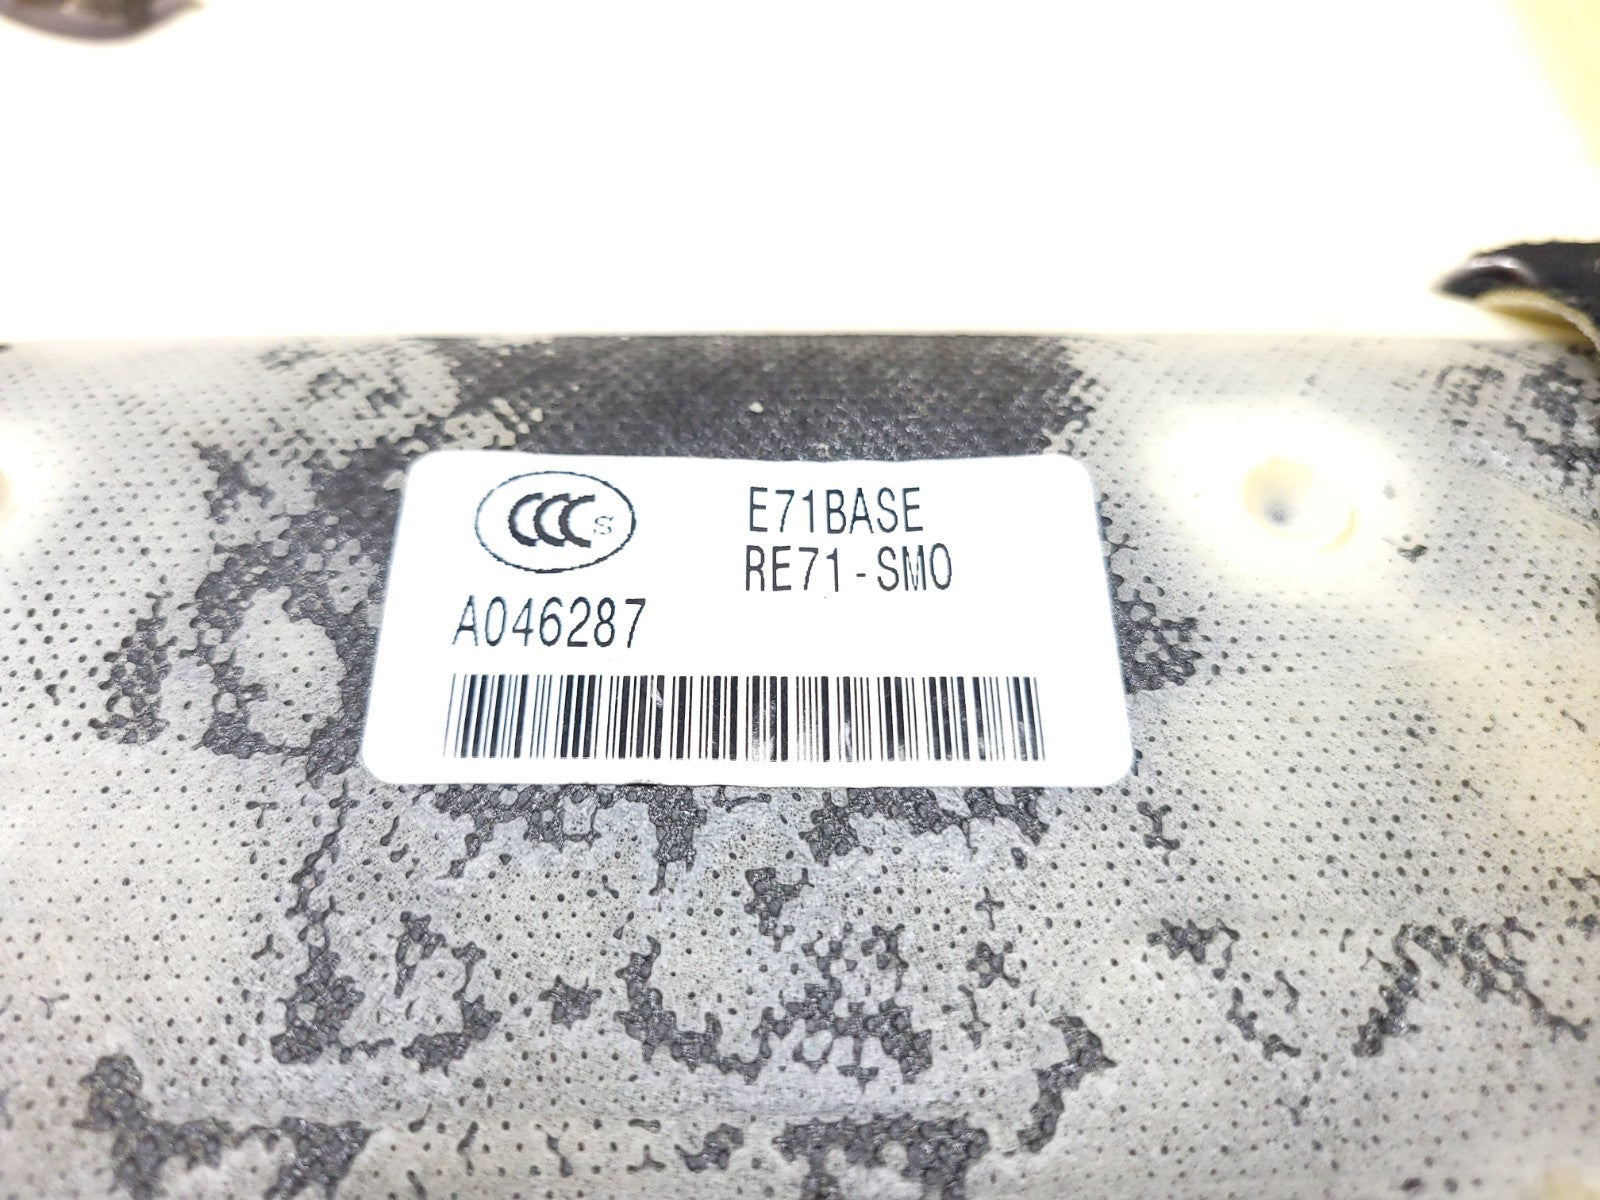 CCC S
E71BASE
RE71-SMO
A046287